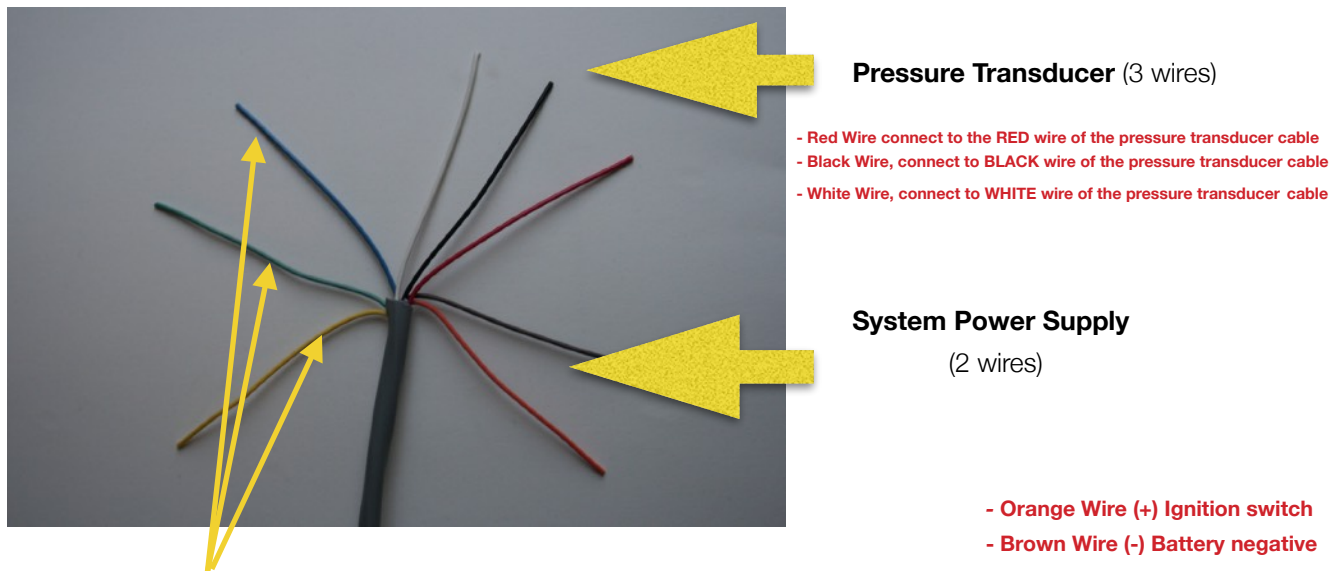 Pressure Transducer (3 wires)
- Red Wire connect to the RED wire of the pressure transducer cable
- Black Wire, connect to BLACK wire of the pressure transducer cable
- White Wire, connect to WHITE wire of the pressure transducer cable
System Power Supply
(2 wires)
- Orange Wire (+) Ignition switch
- Brown Wire (-) Battery negative